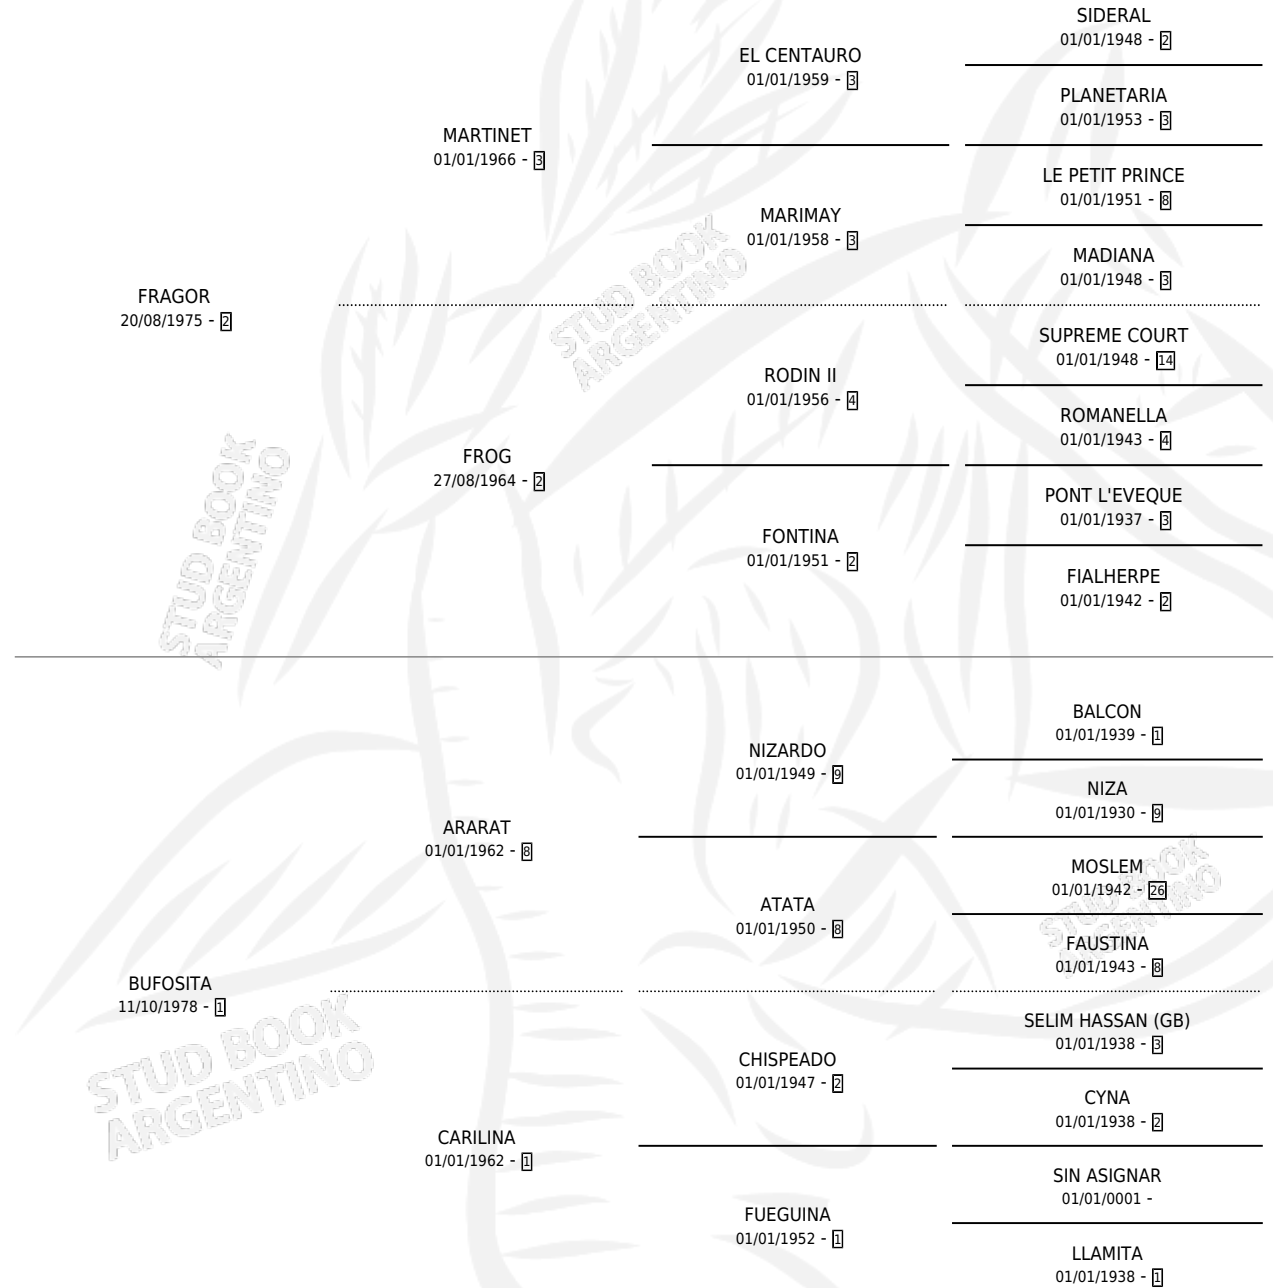 SIDERAL
01/01/1948 - 2
EL CENTAURO
01/01/1959 - 3
PLANETARIA
01/01/1953 - 3
MARTINET
01/01/1966 - 3
LE PETIT PRINCE
01/01/1951 - 8
MARIMAY
01/01/1958 - 3
MADIANA
01/01/1948 - 3
FRAGOR
20/08/1975 - 2
SUPREME COURT
01/01/1948 - 14
RODIN II
01/01/1956 - 4
ROMANELLA
01/01/1943 - 4
FROG
27/08/1964 - 2
PONT L'EVEQUE
01/01/1937 - 3
FONTINA
01/01/1951 - 2
FIALHERPE
01/01/1942 - 2
BALCON
01/01/1939 - 1
NIZARDO
01/01/1949 - 9
NIZA
01/01/1930 - 9
ARARAT
01/01/1962 - 8
MOSLEM
01/01/1942 - 26
ATATA
01/01/1950 - 8
FAUSTINA
01/01/1943 - 8
BUFOSITA
11/10/1978 - 1
SELIM HASSAN (GB)
01/01/1938 - 3
CHISPEADO
01/01/1947 - 2
CYNA
01/01/1938 - 2
CARILINA
01/01/1962 - 1
SIN ASIGNAR
01/01/0001 -
FUEGUINA
01/01/1952 - 1
LLAMITA
01/01/1938 - 1
STUD BOOK
ARGENTINO
STUD BOOK
ARGENTINO
STUD BOOK
ARGENTINO
STUD BOOK
ARGENTINO